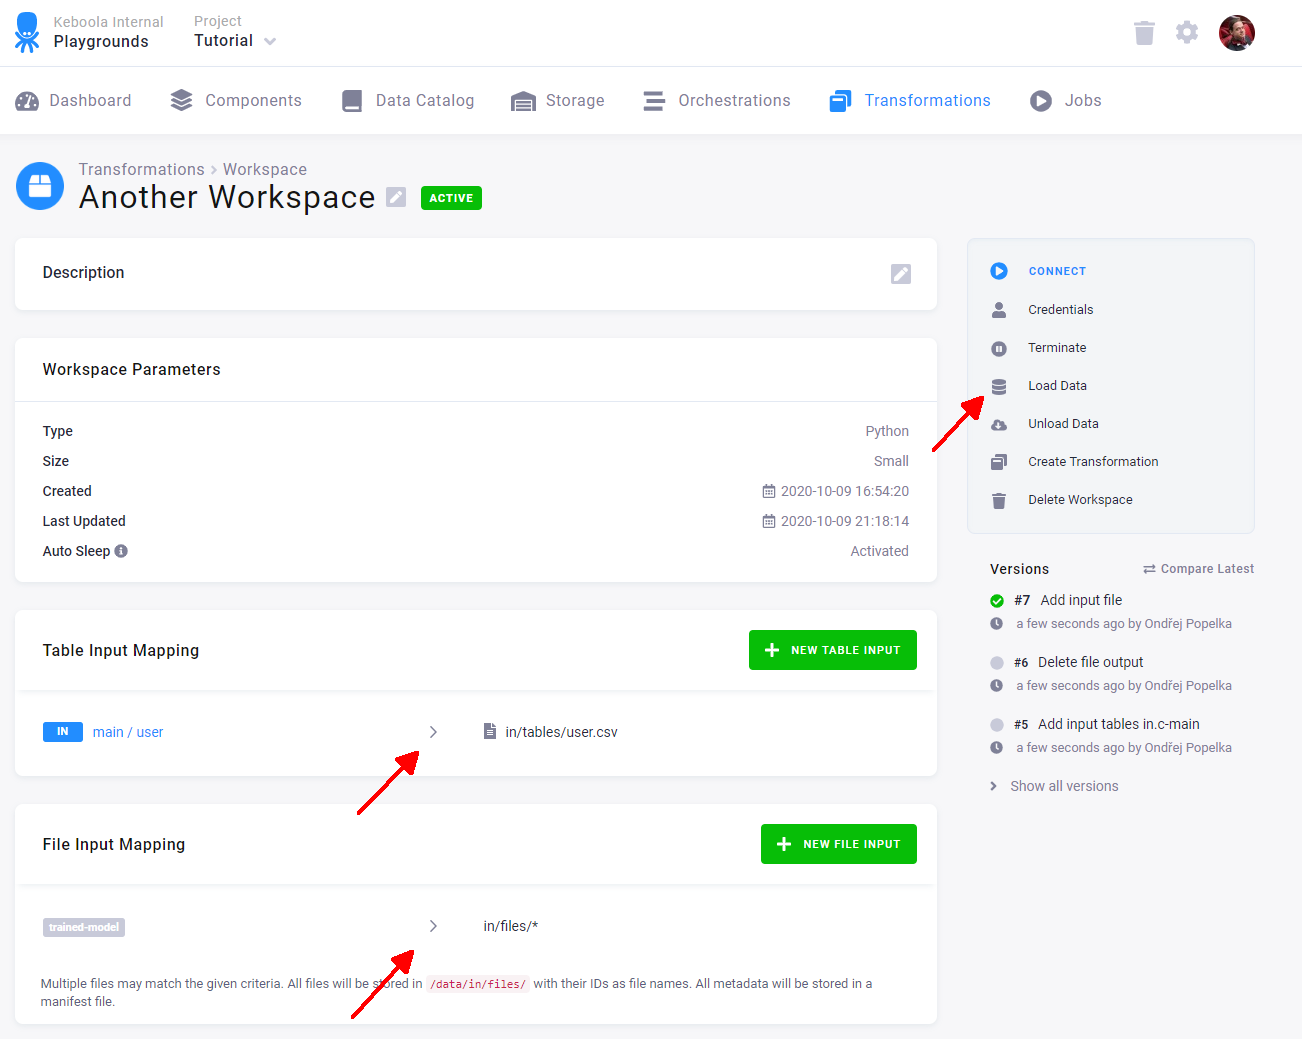 Keboola Internal
Playgrounds
Project
Tutorial
Dashboard
Components
Data Catalog
Storage
Orchestrations
Transformations
Jobs
Transformations > Workspace
Another Workspace
ACTIVE
Description
Workspace Parameters
Type Python
Size Small
Created 2020-10-09 16:54:20
Last Updated 2020-10-09 21:18:14
Auto Sleep Activated
Table Input Mapping
NEW TABLE INPUT
IN main / user in/tables/user.csv
File Input Mapping
NEW FILE INPUT
trained-model in/files/*
Multiple files may match the given criteria. All files will be stored in /data/in/files/ with their IDs as file names. All metadata will be stored in a
manifest file.
CONNECT
Credentials
Terminate
Load Data
Unload Data
Create Transformation
Delete Workspace
Versions
Compare Latest
#7 Add input file
a few seconds ago by Ondřej Popelka
#6 Delete file output
a few seconds ago by Ondřej Popelka
#5 Add input tables in.c-main
a few seconds ago by Ondřej Popelka
Show all versions